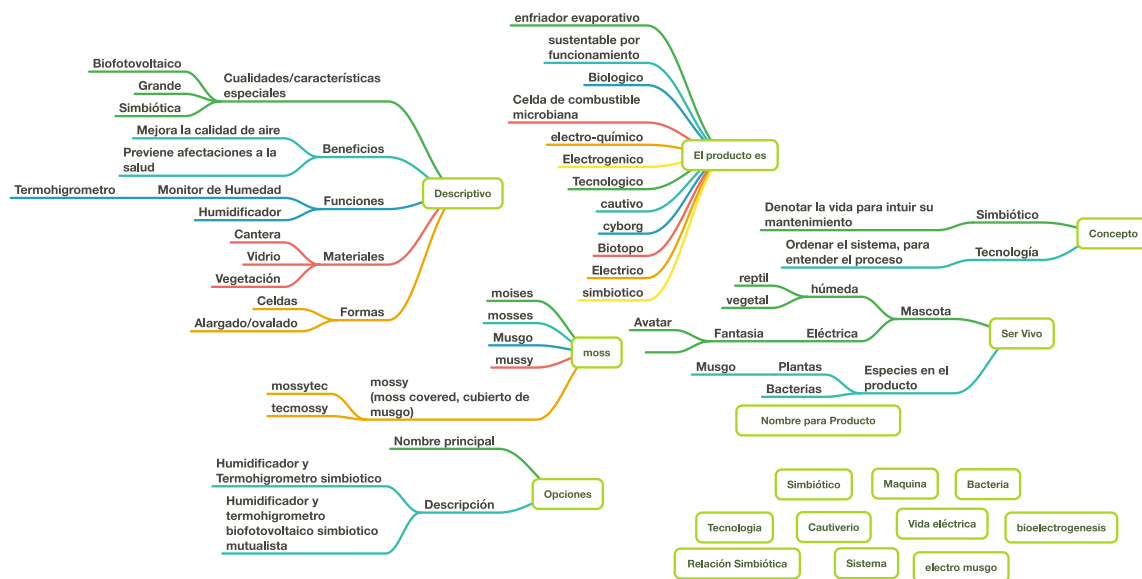 Biofotovoltaico
Grande
Simbiótica
Cualidades/características
especiales
Mejora la calidad de aire
Previene afectaciones a la
salud
Beneficios
Termohigrometro
Monitor de Humedad
Humidificador
Funciones
Cantera
Vidrio
Vegetación
Materiales
Celdas
Alargado/ovalado
Formas
Descriptivo
enfriador evaporativo
sustentable por
funcionamiento
Biologico
Celda de combustible
microbiana
electro-químico
Electrogenico
Tecnologico
cautivo
cyborg
Biotopo
Electrico
simbiotico
El producto es
Denotar la vida para intuir su
mantenimiento
Simbiótico
Ordenar el sistema, para
entender el proceso
Tecnología
Concepto
reptil
vegetal
húmeda
Avatar
Fantasia
Eléctrica
Mascota
Musgo
Plantas
Bacterias
Especies en el
producto
Ser Vivo
moises
mosses
Musgo
mussy
mossytec
tecmossy
mossy
(moss covered, cubierto de
musgo)
moss
Nombre para Producto
Nombre principal
Humidificador y
Termohigrometro simbiotico
Humidificador y
termohigrometro
biofotovoltaico simbiotico
mutualista
Descripción
Opciones
Simbiótico
Maquina
Bacteria
Tecnologia
Cautiverio
Vida eléctrica
bioelectrogenesis
Relación Simbiótica
Sistema
electro musgo